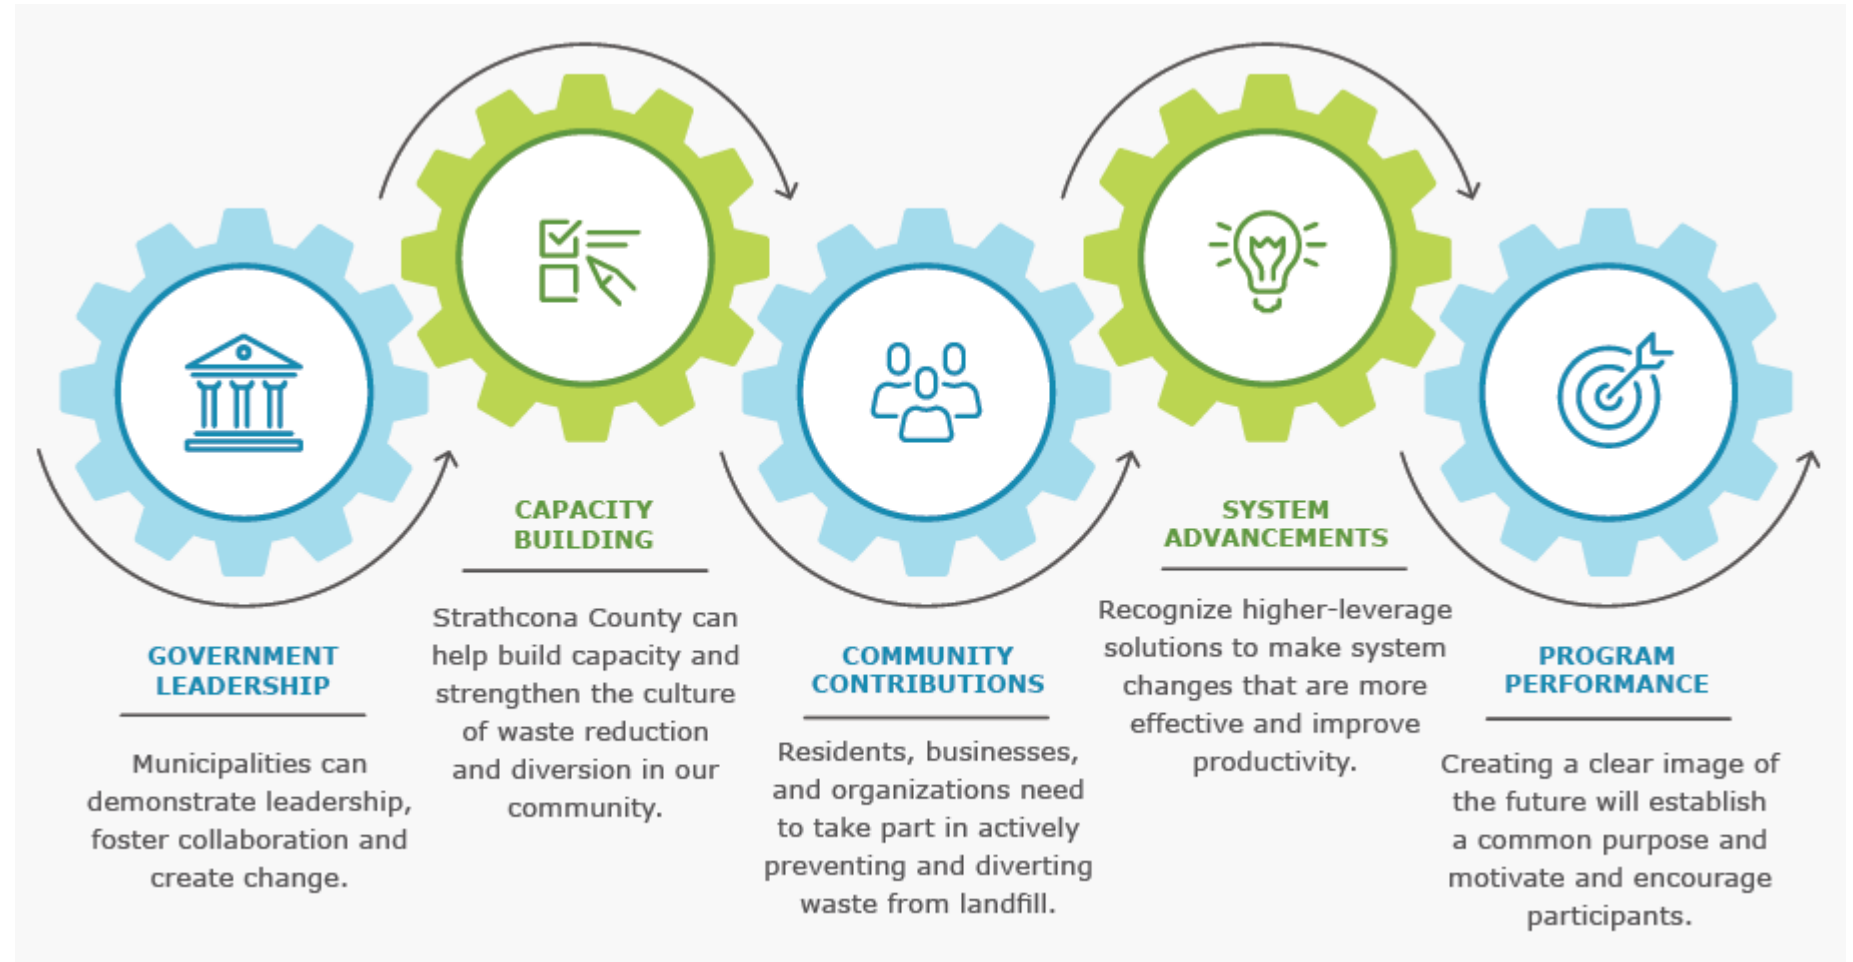 GOVERNMENT
LEADERSHIP
Municipalities can
demonstrate leadership,
foster collaboration and
create change.
CAPACITY
BUILDING
Strathcona County can
help build capacity and
strengthen the culture
of waste reduction
and diversion in our
community.
COMMUNITY
CONTRIBUTIONS
Residents, businesses,
and organizations need
to take part in actively
preventing and diverting
waste from landfill.
SYSTEM
ADVANCEMENTS
Recognize higher-leverage
solutions to make system
changes that are more
effective and improve
productivity.
PROGRAM
PERFORMANCE
Creating a clear image of
the future will establish
a common purpose and
motivate and encourage
participants.